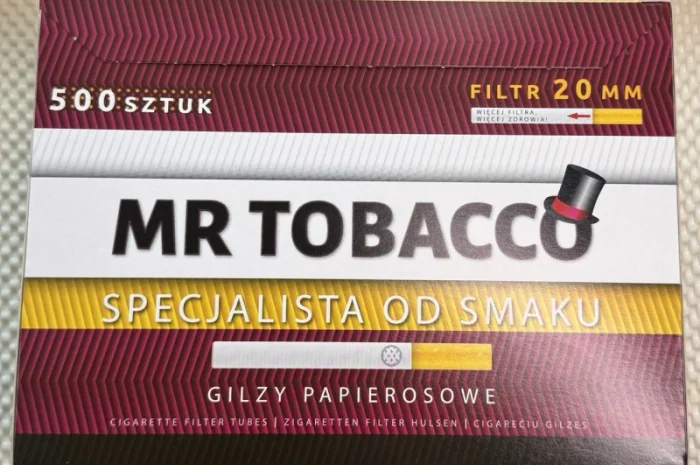 500 SZTUK
FILTR 20 MM
WIĘCEJ FILTRA,
WIĘCEJ ZDROWIA!
MR TOBACCO
SPECJALISTA OD SMAKU
GILZY PAPIEROSOWE
CIGARETTE FILTER TUBES | ZIGARETTEN FILTER HULSEN | CIGAREČIU GILZES